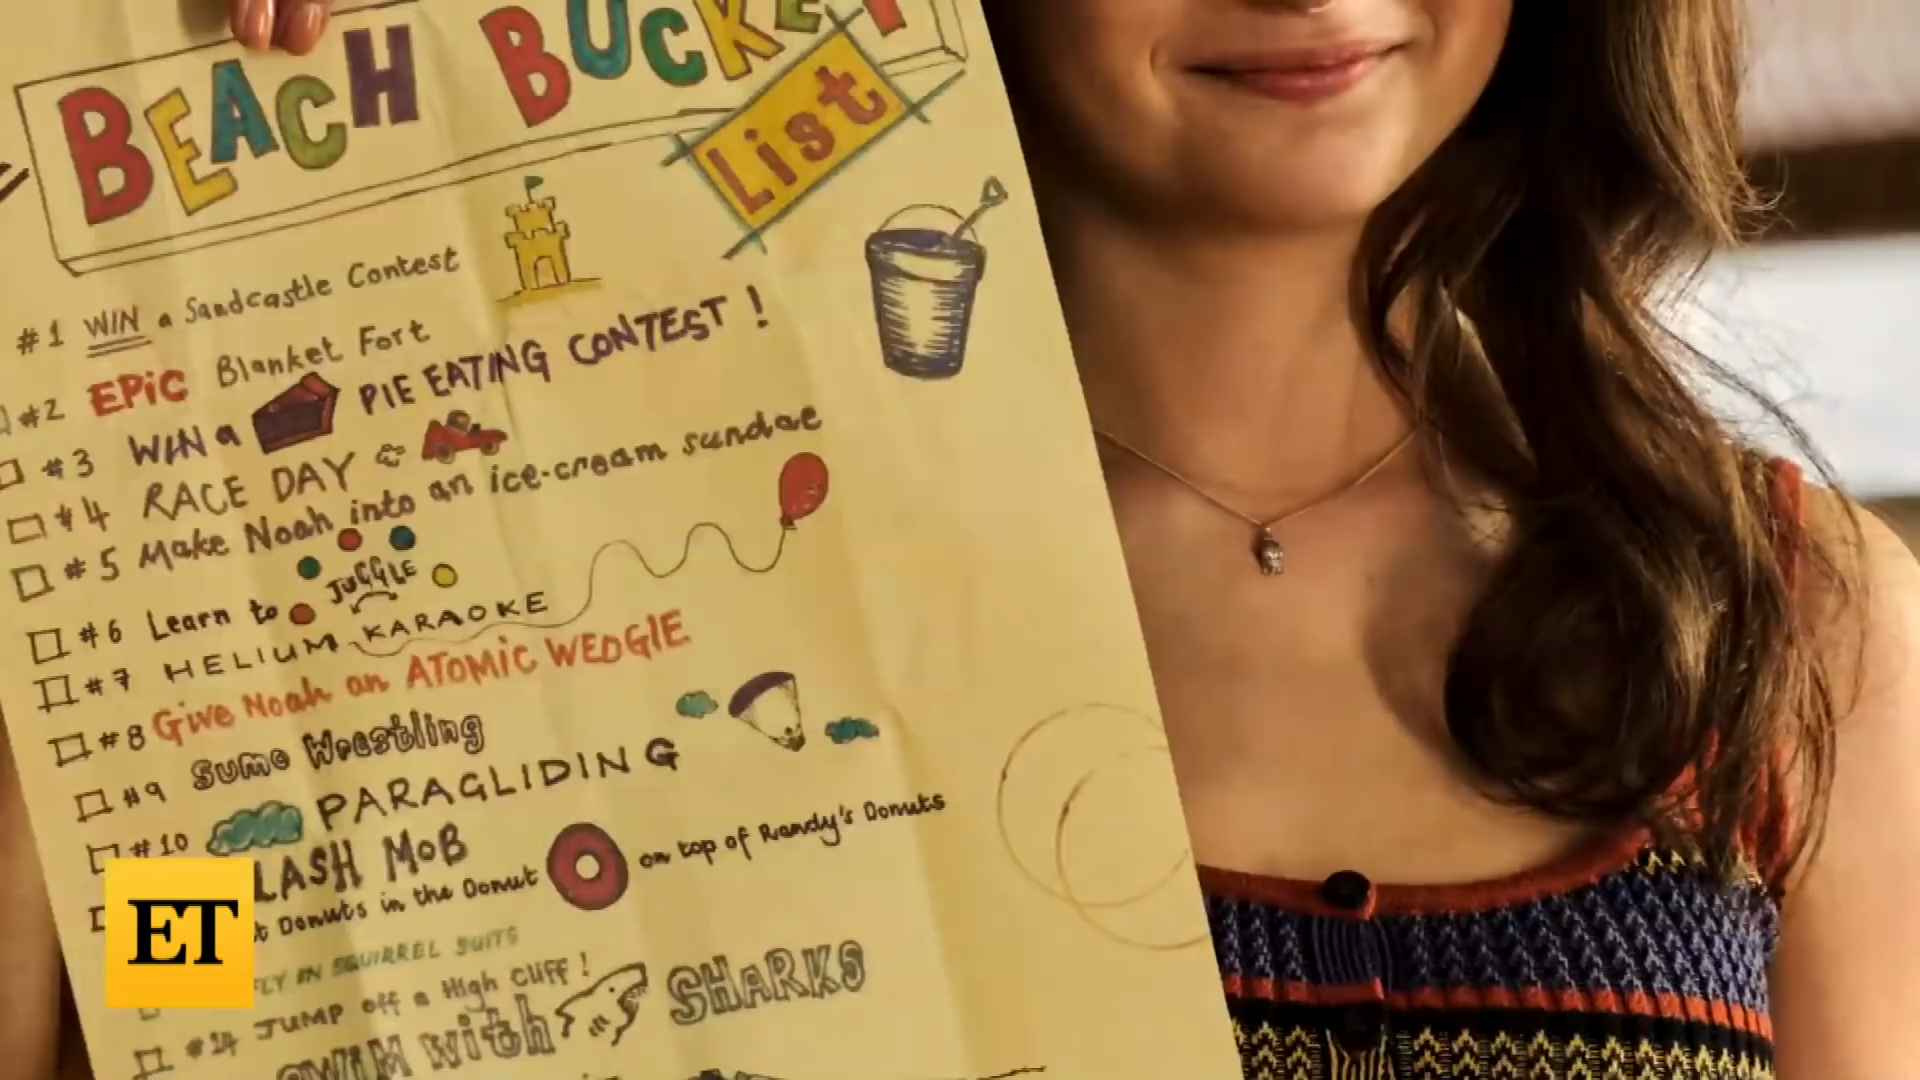 BEACH BUCKET
List
#1 WIN a Sandcastle Contest
#2 EPiC Blanket Fort
#3 WIN a PIE EATING CONTEST!
#4 RACE DAY
#5 Make Noah into an ice-cream sundae
#6 Learn to JUGGLE
#7 HELIUM KARAOKE
#8 Give Noah an ATOMIC WEDGIE
#9 Sumo Wrestling
#10 PARAGLIDING
LASH MoB
t Donuts in the Donut on top of Randy's Donuts
FLY IN SQUIRREL SUITS
#14 JUMP off a High Cliff!
SWIM with SHARKS
ET